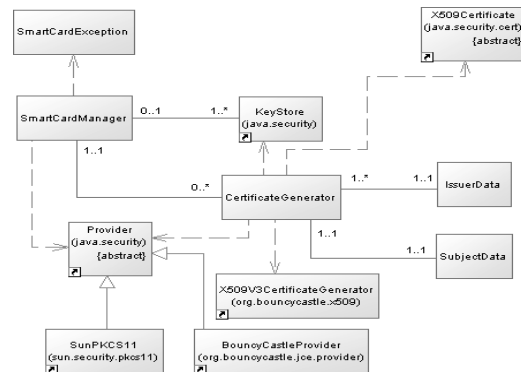 SmartCardException
X509Certificate
(java.security.cert)
{abstract}
SmartCardManager
0..1
1..*
KeyStore
(java.security)
1..1
0..*
CertificateGenerator
1..*
1..1
IssuerData
1..1
1..1
SubjectData
Provider
(java.security)
{abstract}
X509V3CertificateGenerator
(org.bouncycastle.x509)
SunPKCS11
(sun.security.pkcs11)
BouncyCastleProvider
(org.bouncycastle.jce.provider)